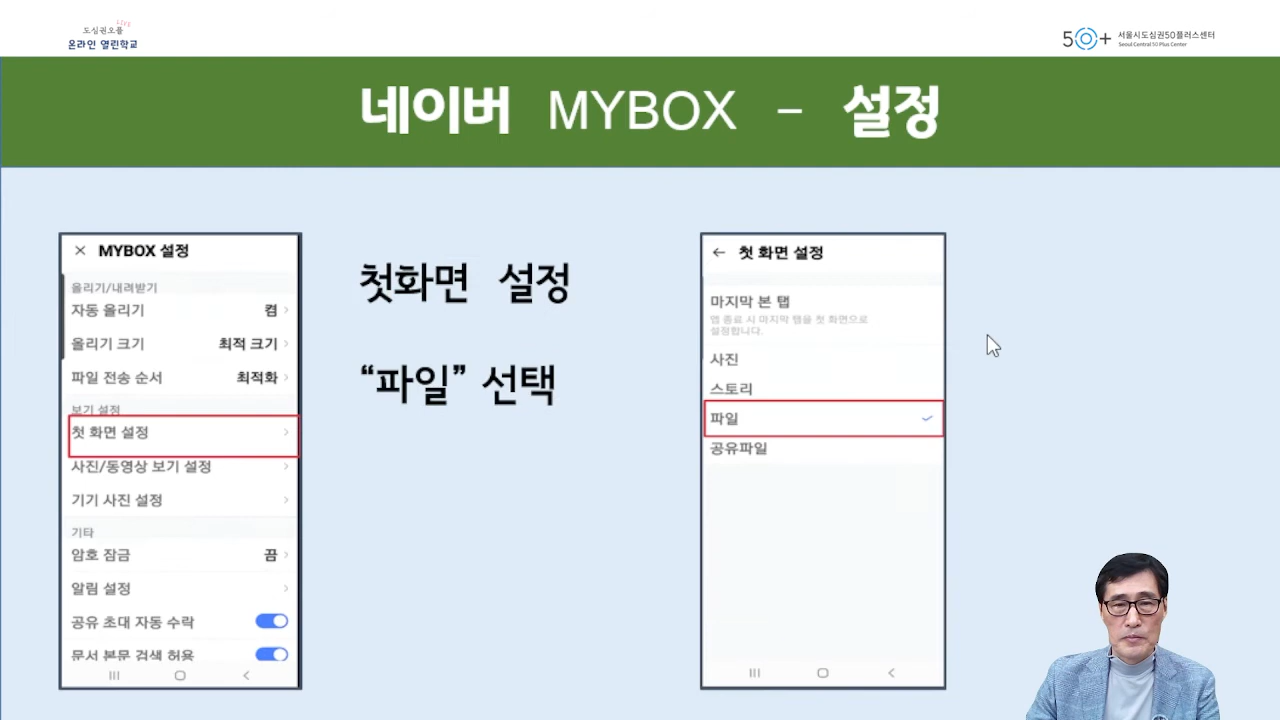 도심권오플
LIVE
온라인 열린학교
50+
서울시도심권50플러스센터
Seoul Central 50 Plus Center
네이버 MYBOX - 설정
MYBOX 설정
올리기/내려받기
자동 올리기 켬
올리기 크기 최적 크기
파일 전송 순서 최적화
보기 설정
첫 화면 설정
사진/동영상 보기 설정
기기 사진 설정
기타
암호 잠금 끔
알림 설정
공유 초대 자동 수락
문서 본문 검색 허용
첫화면 설정
“파일” 선택
첫 화면 설정
마지막 본 탭
앱 종료 시 마지막 탭을 첫 화면으로
설정합니다.
사진
스토리
파일
공유파일